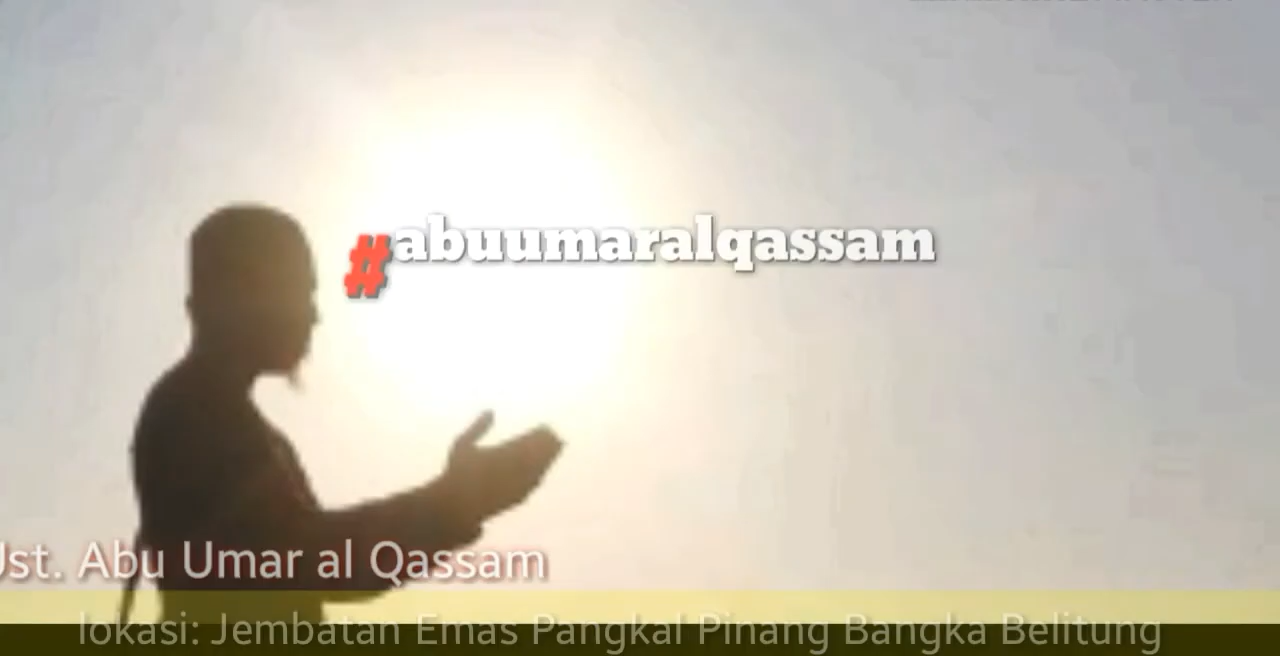 #abuumaralqassam
Ust. Abu Umar al Qassam
lokasi: Jembatan Emas Pangkal Pinang Bangka Belitung